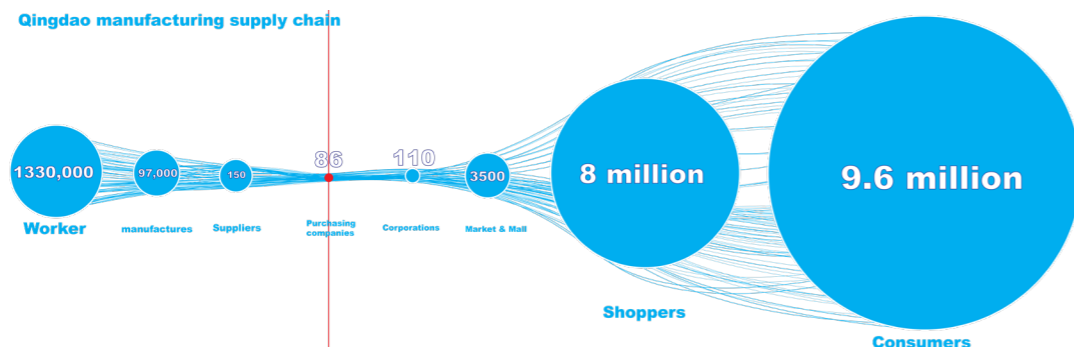 Qingdao manufacturing supply chain
1330,000
97,000
150
86
110
3500
8 million
9.6 million
Worker
manufactures
Suppliers
Purchasing
companies
Corporations
Market & Mall
Shoppers
Consumers